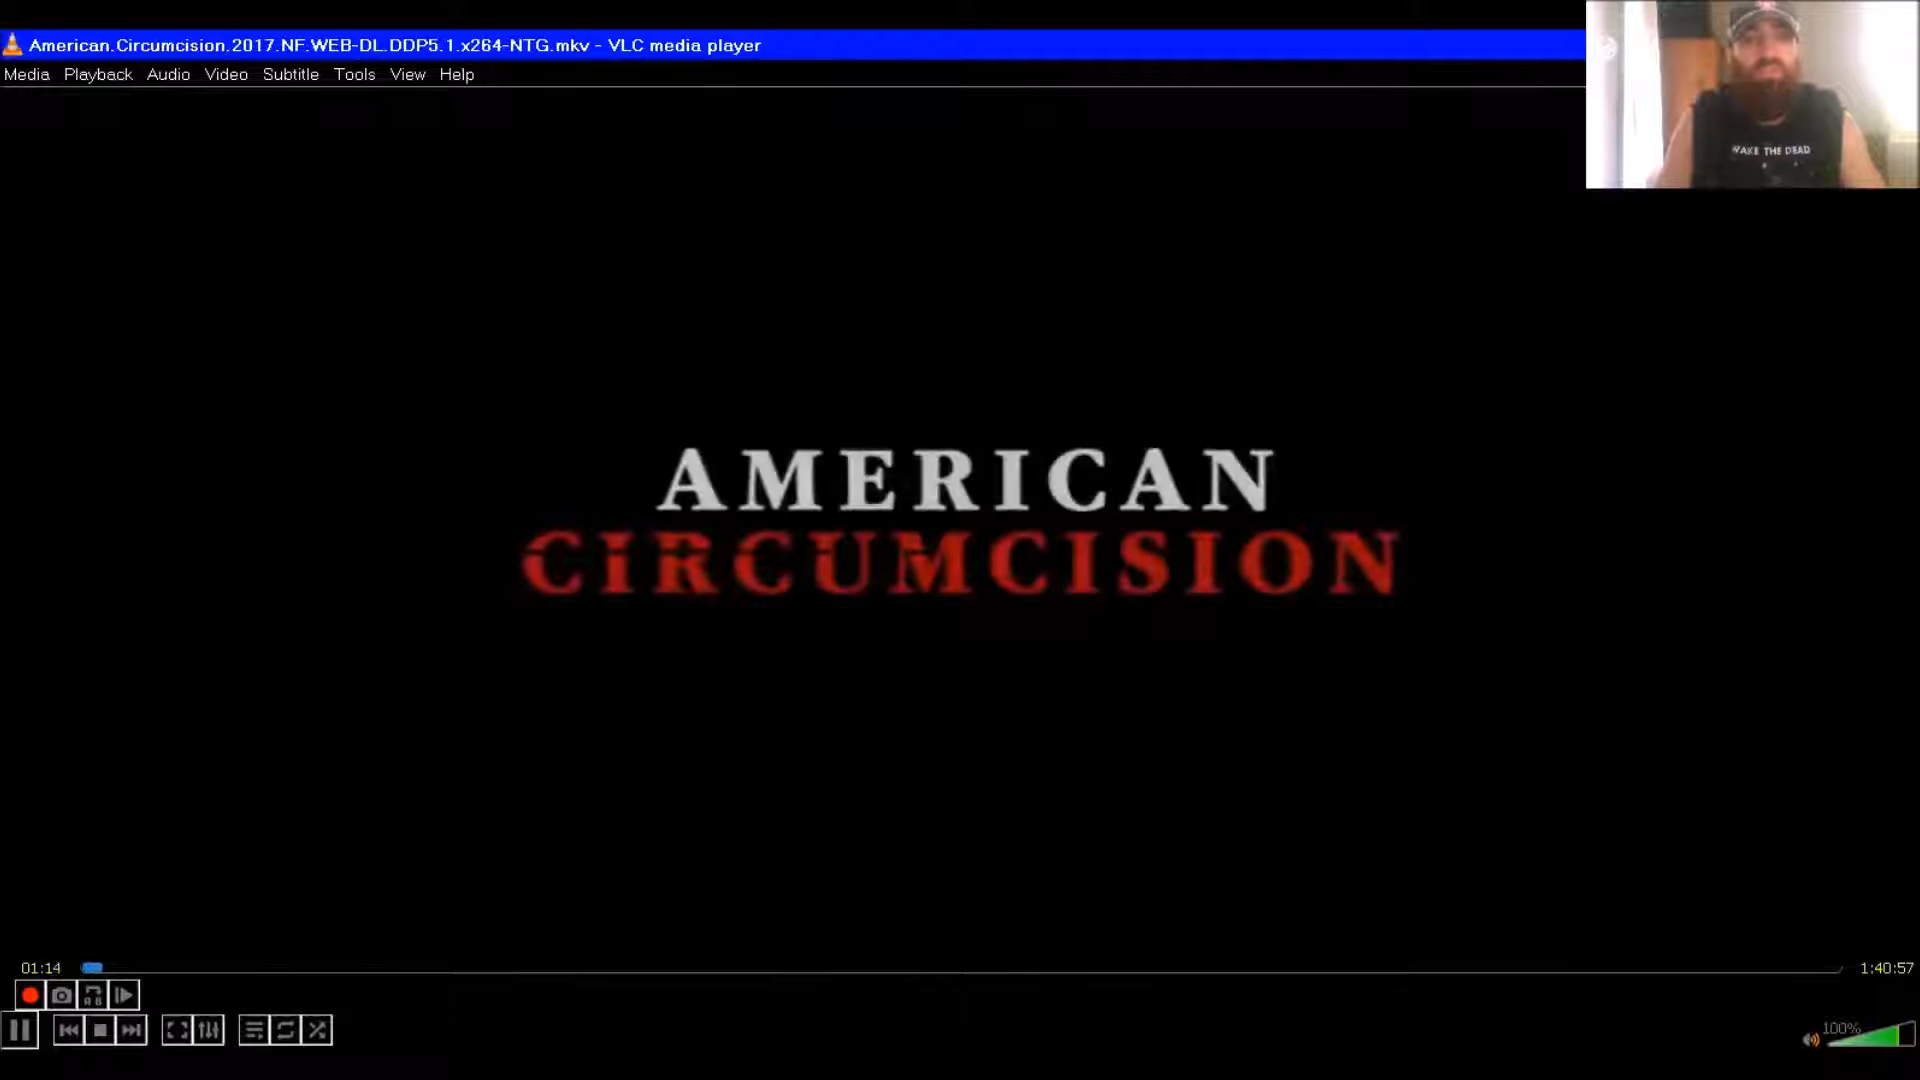 American.Circumcision.2017.NF.WEB-DL.DDP5.1.x264-NTG.mkv - VLC media player
Media Playback Audio Video Subtitle Tools View Help
WAKE THE DEAD
AMERICAN
CIRCUMCISION
01:14
1:40:57
A B
100%